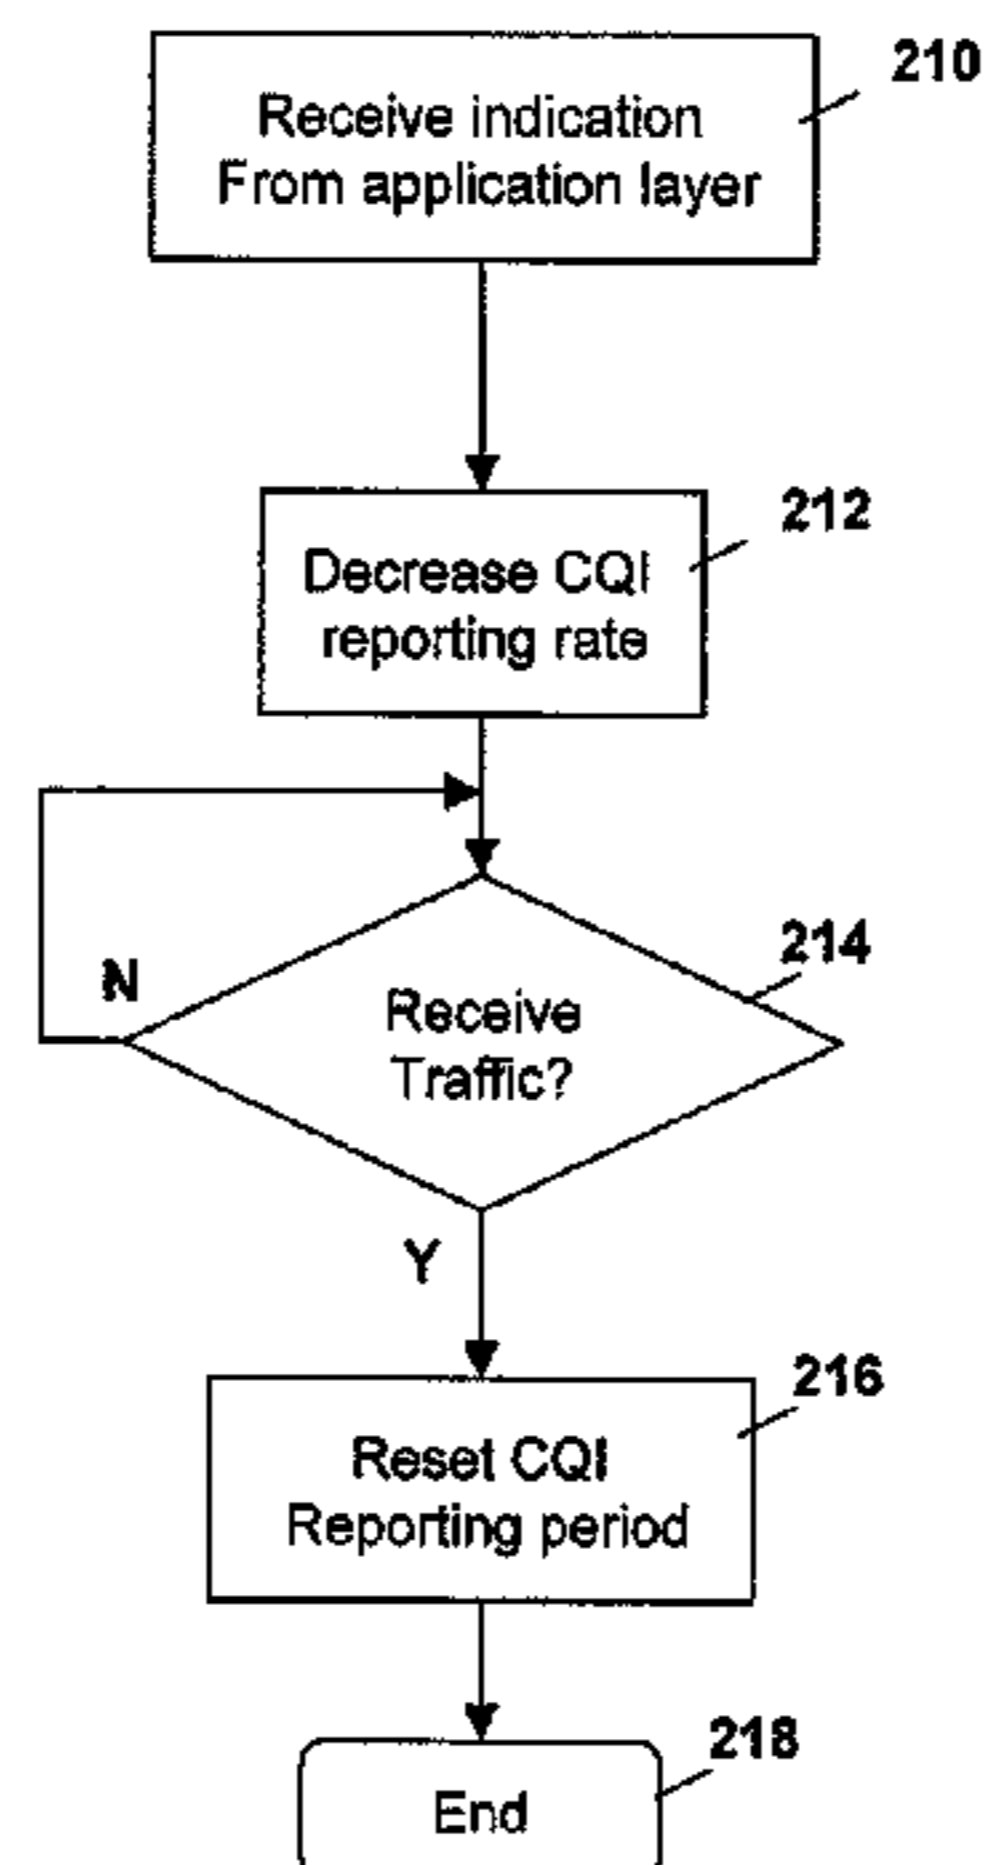 210
Receive indication
From application layer
212
Decrease CQI
reporting rate
214
N
Receive
Traffic?
Y
216
Reset CQI
Reporting period
218
End